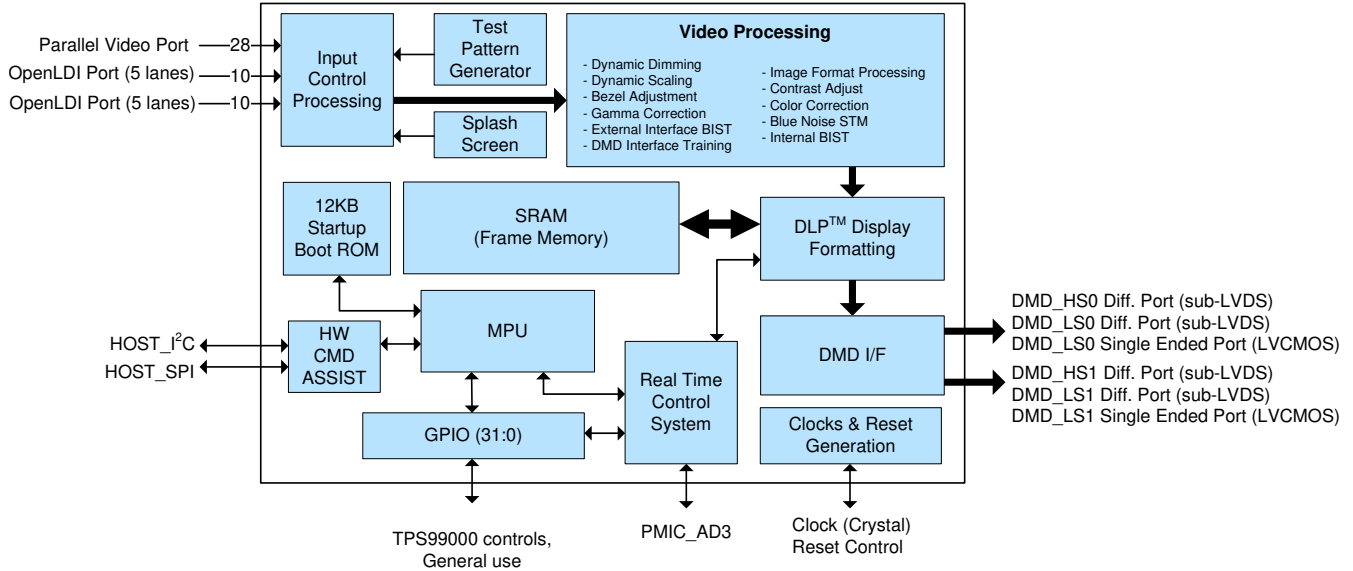 Parallel Video Port
28
OpenLDI Port (5 lanes)
10
OpenLDI Port (5 lanes)
10
Input
Control
Processing
Test
Pattern
Generator
Splash
Screen
Video Processing
- Dynamic Dimming
- Dynamic Scaling
- Bezel Adjustment
- Gamma Correction
- External Interface BIST
- DMD Interface Training
- Image Format Processing
- Contrast Adjust
- Color Correction
- Blue Noise STM
- Internal BIST
12KB
Startup
Boot ROM
SRAM
(Frame Memory)
DLP™ Display
Formatting
HOST_I²C
HOST_SPI
HW
CMD
ASSIST
MPU
Real Time
Control
System
DMD I/F
DMD_HS0 Diff. Port (sub-LVDS)
DMD_LS0 Diff. Port (sub-LVDS)
DMD_LS0 Single Ended Port (LVCMOS)
DMD_HS1 Diff. Port (sub-LVDS)
DMD_LS1 Diff. Port (sub-LVDS)
DMD_LS1 Single Ended Port (LVCMOS)
GPIO (31:0)
Clocks & Reset
Generation
TPS99000 controls,
General use
PMIC_AD3
Clock (Crystal)
Reset Control